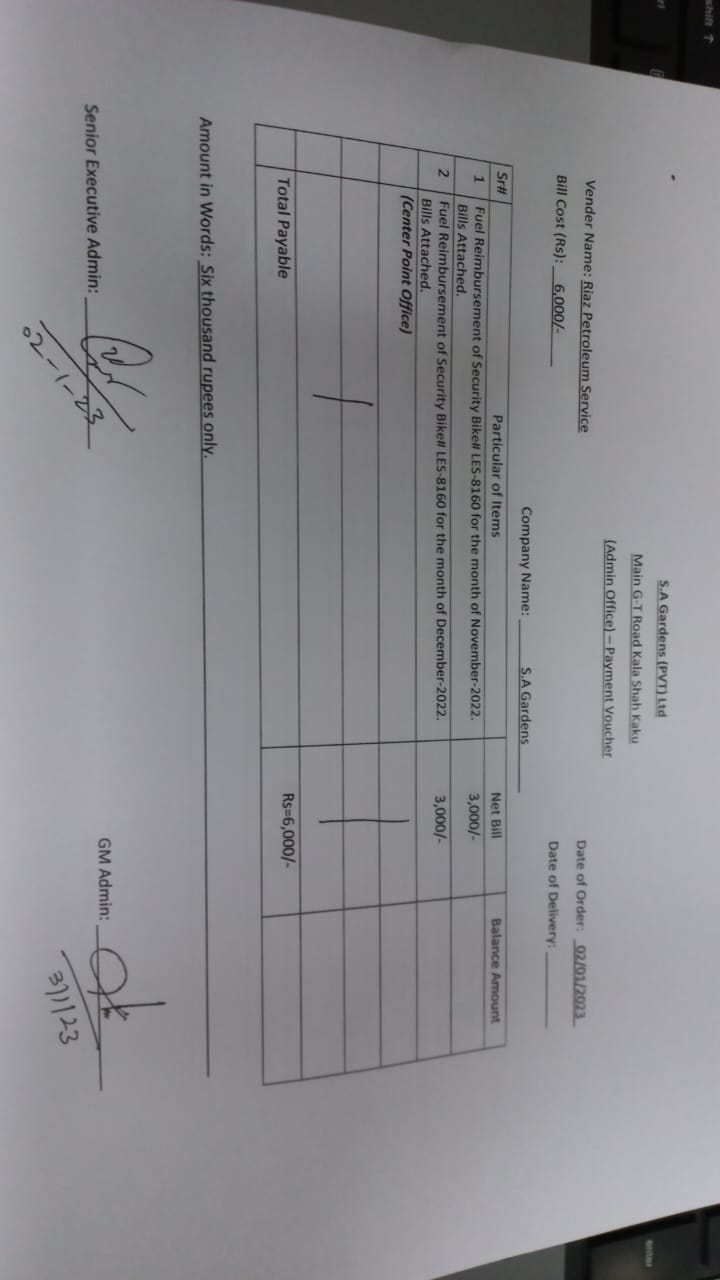 S.A Gardens (PVT) Ltd
Main G-T Road Kala Shah Kaku
(Admin Office) – Payment Voucher
Vender Name: Riaz Petroleum Service Date of Order: 02/01/2023
Bill Cost (Rs): 6,000/- Date of Delivery:
Company Name: S.A Gardens
Sr# Particular of Items Net Bill Balance Amount
1 Fuel Reimbursement of Security Bike# LES-8160 for the month of November-2022. 3,000/-
Bills Attached.
2 Fuel Reimbursement of Security Bike# LES-8160 for the month of December-2022. 3,000/-
Bills Attached.
(Center Point Office)
Total Payable Rs=6,000/-
Amount in Words: Six thousand rupees only.
Senior Executive Admin: GM Admin:
02-1-23 3/1/23
shift ↑
enter